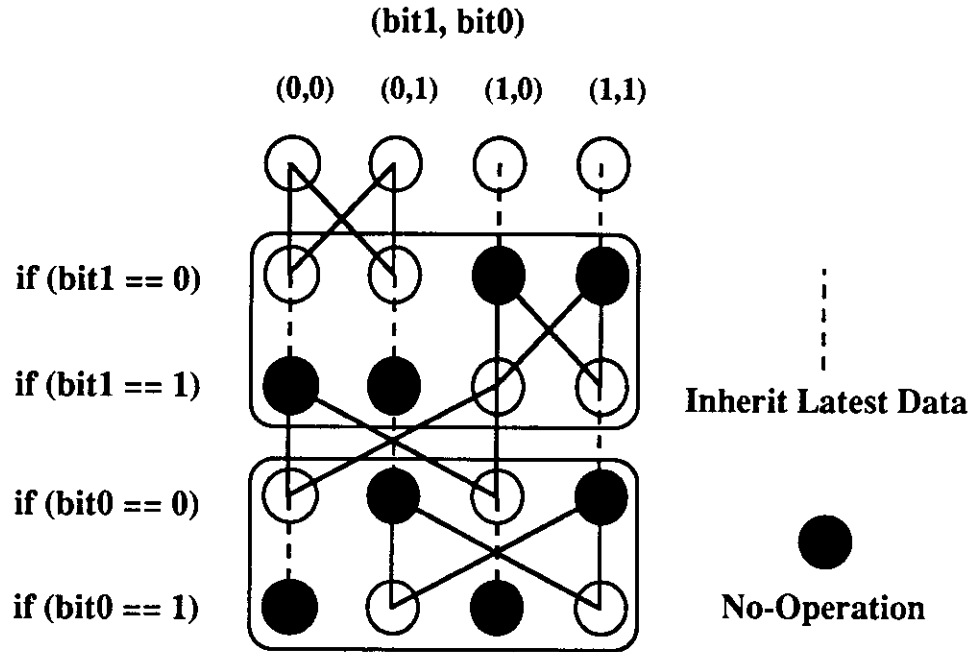 (bit1, bit0)
(0,0) (0,1) (1,0) (1,1)
if (bit1 == 0)
if (bit1 == 1)
Inherit Latest Data
if (bit0 == 0)
if (bit0 == 1)
No-Operation